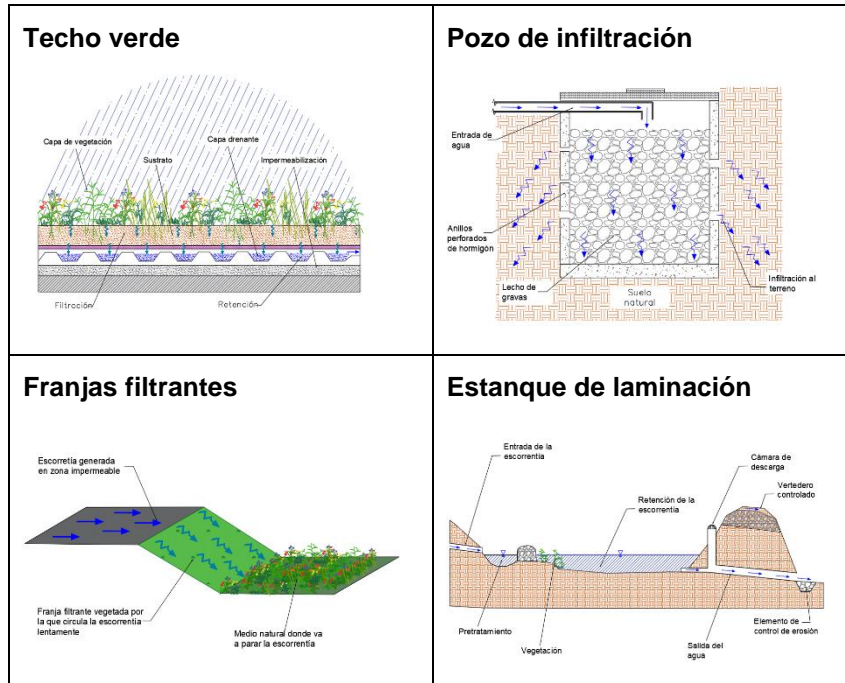 Techo verde
Capa de vegetación
Sustrato
Capa drenante
Impermeabilización
Filtración
Retención
Pozo de infiltración
Entrada de
agua
Anillos
perforados
de hormigón
Lecho de
gravas
Suelo
natural
Infiltración al
terreno
Franjas filtrantes
Escorretía generada
en zona impermeable
Franja filtrante vegetada por
la que circula la escorrentía
lentamente
Medio natural donde va
a parar la escorrentía
Estanque de laminación
Entrada de la
escorrentía
Retención de la
escorrentía
Cámara de
descarga
Vertedero
controlado
Pretratamiento
Vegetación
Salida del
agua
Elemento de
control de erosión